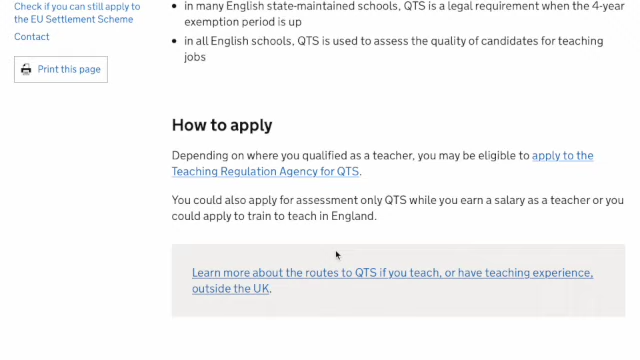 Check if you can still apply to
the EU Settlement Scheme
Contact
Print this page
in many English state-maintained schools, QTS is a legal requirement when the 4-year
exemption period is up
in all English schools, QTS is used to assess the quality of candidates for teaching
jobs
How to apply
Depending on where you qualified as a teacher, you may be eligible to apply to the
Teaching Regulation Agency for QTS.
You could also apply for assessment only QTS while you earn a salary as a teacher or you
could apply to train to teach in England.
Learn more about the routes to QTS if you teach, or have teaching experience,
outside the UK.